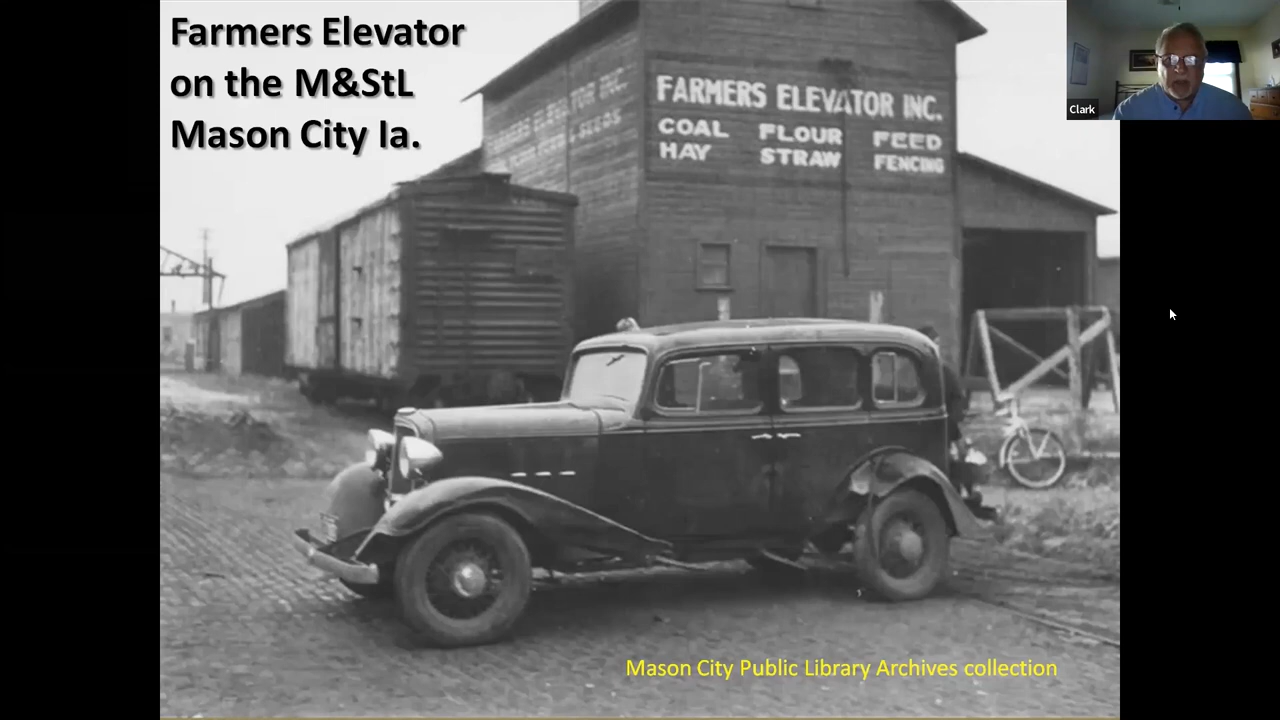 Farmers Elevator
on the M&StL
Mason City Ia.
Clark
FARMERS ELEVATOR INC.
COAL FLOUR FEED
HAY STRAW FENCING
Mason City Public Library Archives collection